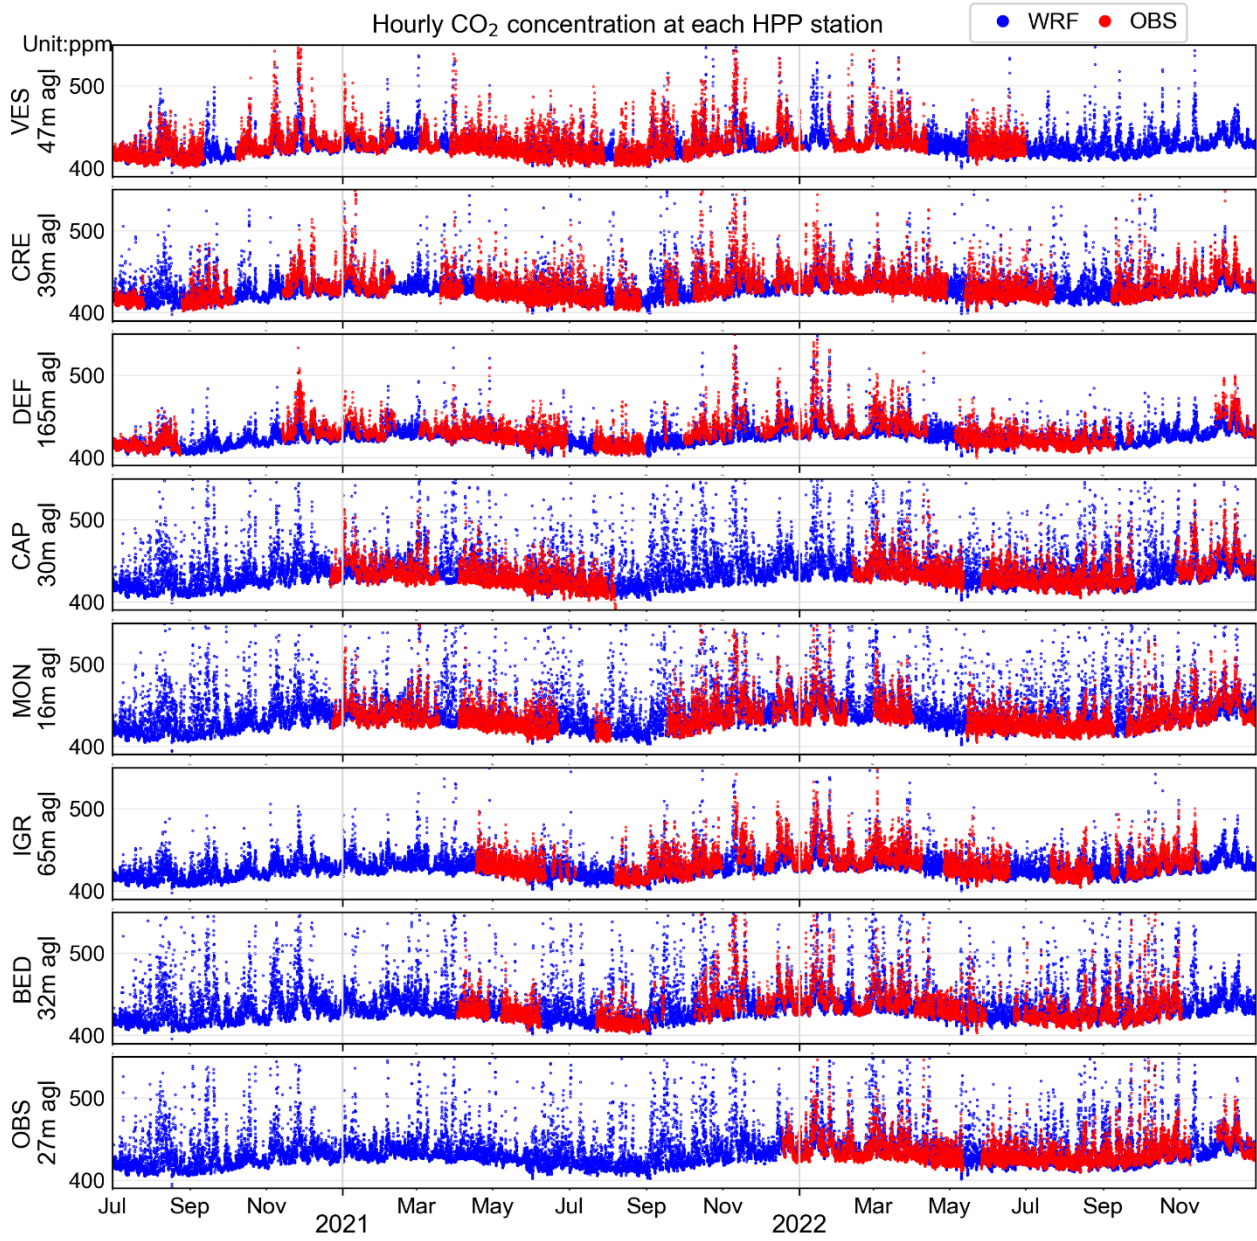 Hourly CO₂ concentration at each HPP station
WRF OBS
Unit:ppm
VES
47m agl
500
400
CRE
39m agl
500
400
DEF
165m agl
500
400
CAP
30m agl
500
400
MON
16m agl
500
400
IGR
65m agl
500
400
BED
32m agl
500
400
OBS
27m agl
500
400
Jul Sep Nov Mar May Jul Sep Nov Mar May Jul Sep Nov
2021 2022